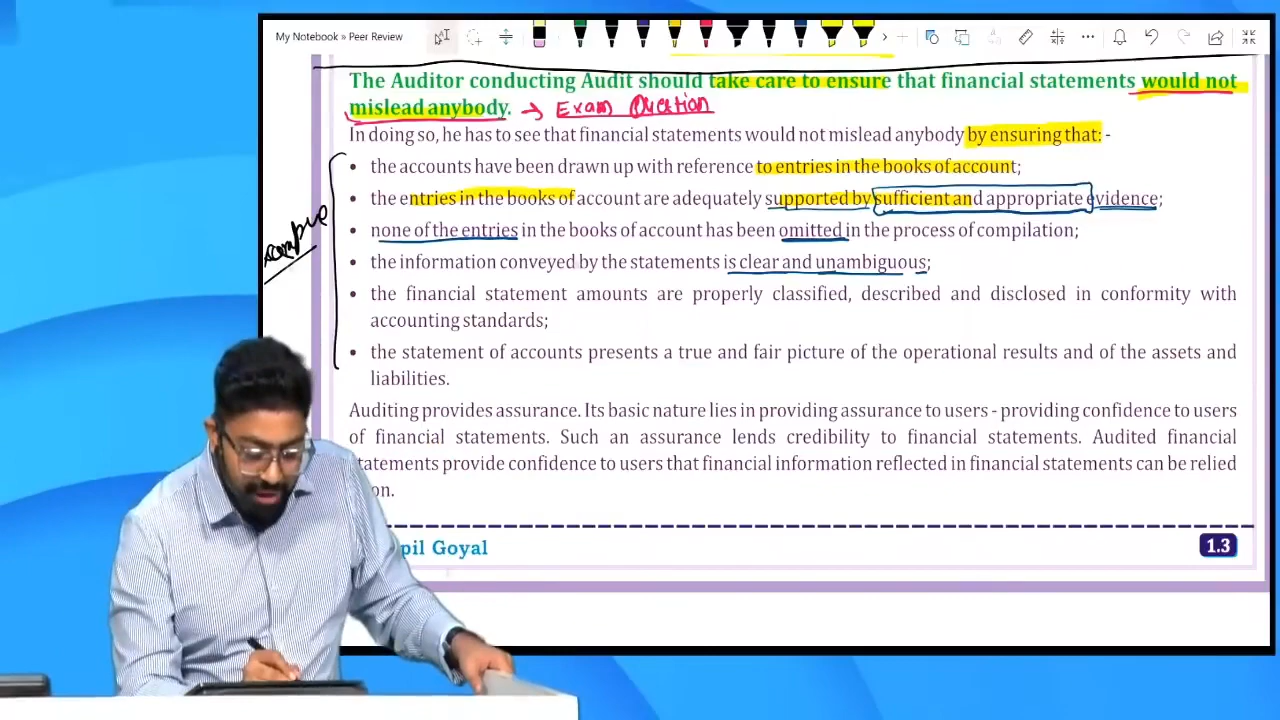 My Notebook » Peer Review
The Auditor conducting Audit should take care to ensure that financial statements would not
mislead anybody. → Exam Question
In doing so, he has to see that financial statements would not mislead anybody by ensuring that: -
• the accounts have been drawn up with reference to entries in the books of account;
• the entries in the books of account are adequately supported by sufficient and appropriate evidence;
• none of the entries in the books of account has been omitted in the process of compilation;
• the information conveyed by the statements is clear and unambiguous;
• the financial statement amounts are properly classified, described and disclosed in conformity with
accounting standards;
• the statement of accounts presents a true and fair picture of the operational results and of the assets and
liabilities.
Auditing provides assurance. Its basic nature lies in providing assurance to users - providing confidence to users
of financial statements. Such an assurance lends credibility to financial statements. Audited financial
statements provide confidence to users that financial information reflected in financial statements can be relied
on.
pil Goyal
1.3